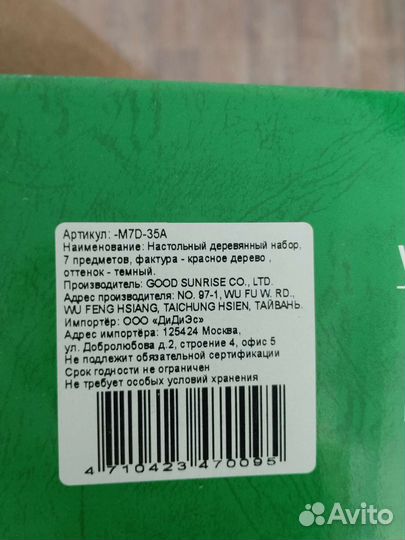 Артикул: -M7D-35A
Наименование: Настольный деревянный набор,
7 предметов, фактура - красное дерево ,
оттенок - темный.
Производитель: GOOD SUNRISE CO., LTD.
Адрес производителя: NO. 97-1, WU FU W. RD.,
WU FENG HSIANG, TAICHUNG HSIEN, ТАЙВАНЬ.
Импортёр: ООО «ДиДиЭс»
Адрес импортёра: 125424 Москва,
ул. Добролюбова д.2, строение 4, офис 5
Не подлежит обязательной сертификации
Срок годности не ограничен
Не требует особых условий хранения
4 710423 470095
Avito